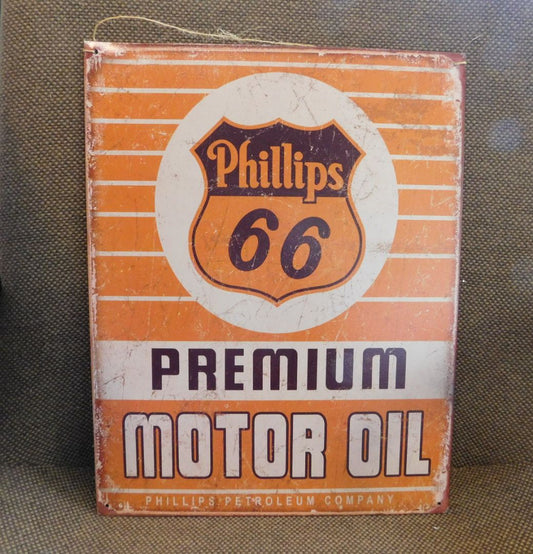 Phillips
66
PREMIUM
MOTOR OIL
PHILLIPS PETROLEUM COMPANY